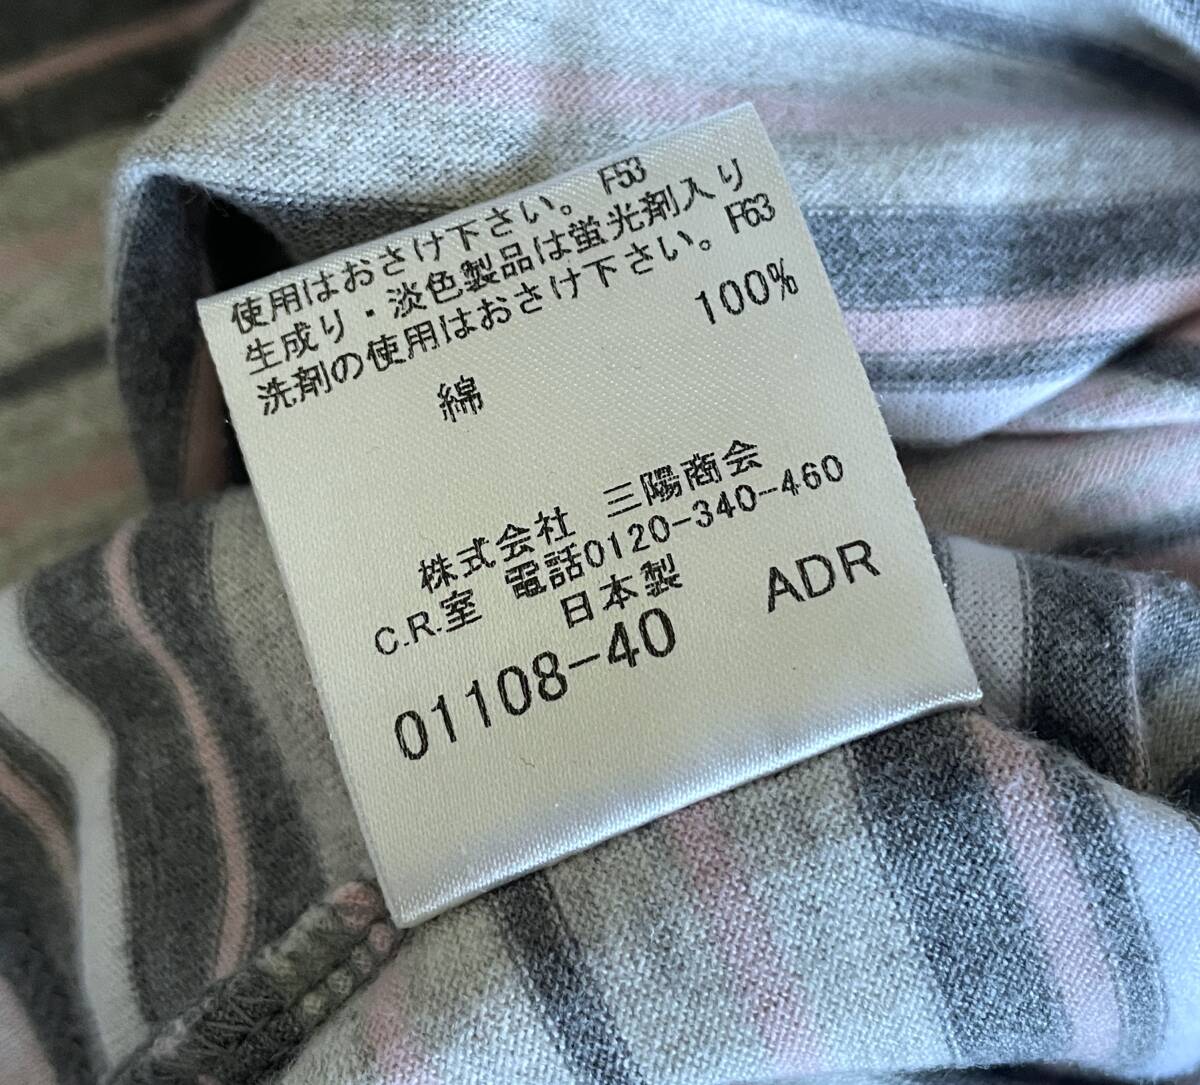 使用はおさけ下さい。 F53
生成り・淡色製品は蛍光剤入り
洗剤の使用はおさけ下さい。 F63
綿 100%
株式会社 三陽商会
C.R.室 電話0120-340-460
日本製
01108-40 ADR